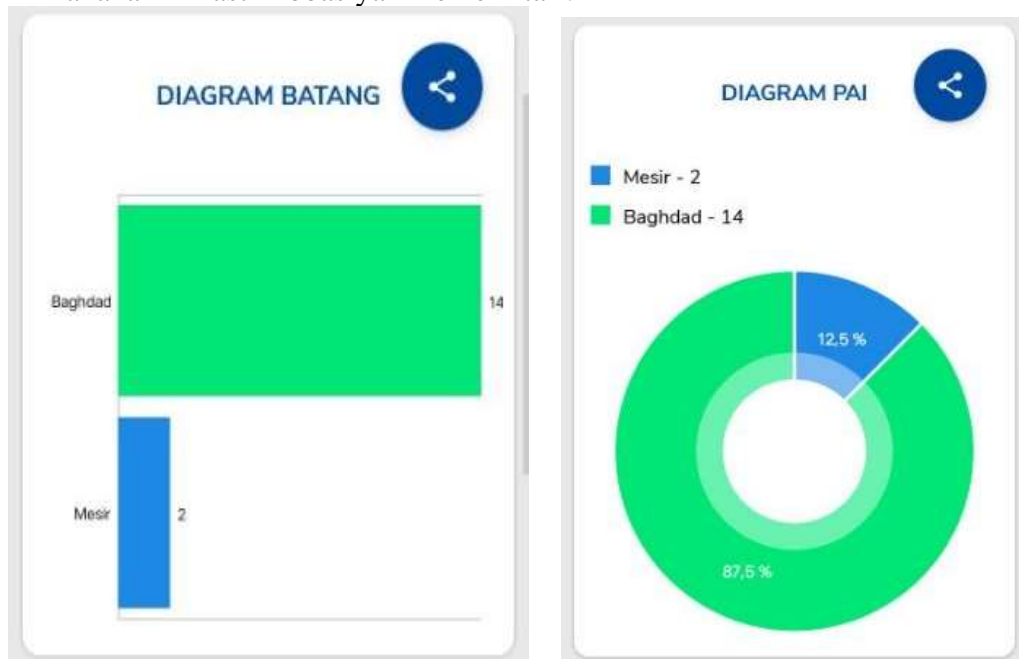 DIAGRAM BATANG
Baghdad
14
Mesir
2
DIAGRAM PAI
Mesir - 2
Baghdad - 14
12,5 %
87,5 %